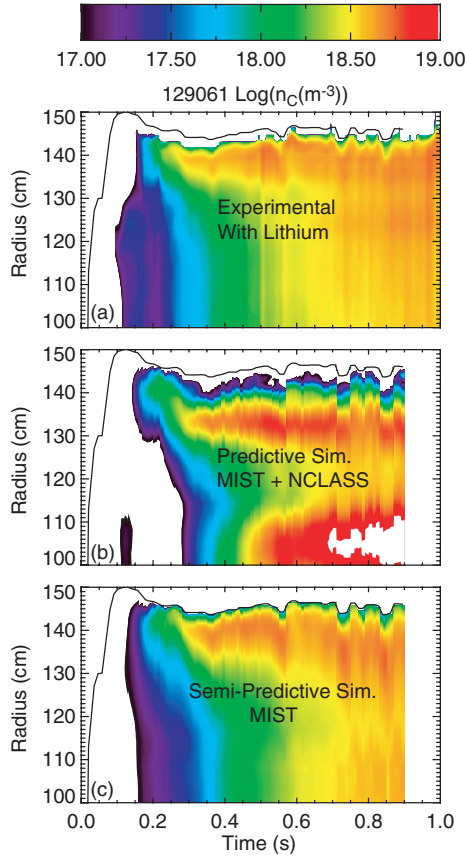 17.00 17.50 18.00 18.50 19.00
129061 Log(n_C(m⁻³))
150
140
130
120
110
100
Radius (cm)
Experimental
With Lithium
(a)
150
140
130
120
110
100
Radius (cm)
Predictive Sim.
MIST + NCLASS
(b)
150
140
130
120
110
100
Radius (cm)
Semi-Predictive Sim.
MIST
(c)
0.0 0.2 0.4 0.6 0.8 1.0
Time (s)